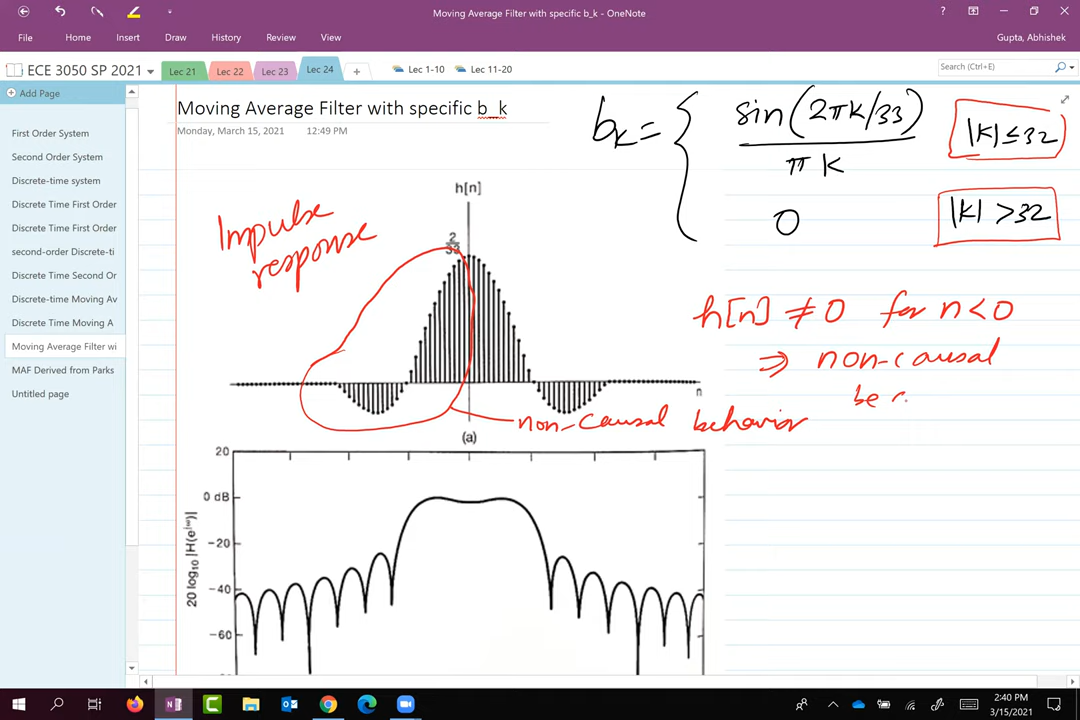 Moving Average Filter with specific b_k - OneNote
?
Gupta, Abhishek
File Home Insert Draw History Review View
ECE 3050 SP 2021
Lec 21 Lec 22 Lec 23 Lec 24 + Lec 1-10 Lec 11-20
Search (Ctrl+E)
Add Page
First Order System
Second Order System
Discrete-time system
Discrete Time First Order
Discrete Time First Order
second-order Discrete-ti
Discrete Time Second Or
Discrete-time Moving Av
Discrete Time Moving A
Moving Average Filter wi
MAF Derived from Parks
Untitled page
Moving Average Filter with specific b_k
Monday, March 15, 2021 12:49 PM
b_k = { sin(2πk/33) / πk |k| ≤ 32
0 |k| > 32
Impulse
response
h[n]
2/33
n
(a)
non-causal behavior
h[n] ≠ 0 for n < 0
⇒ non-causal
be
20 log10 |H(e^jω)|
20
0 dB
−20
−40
−60
2:40 PM
3/15/2021